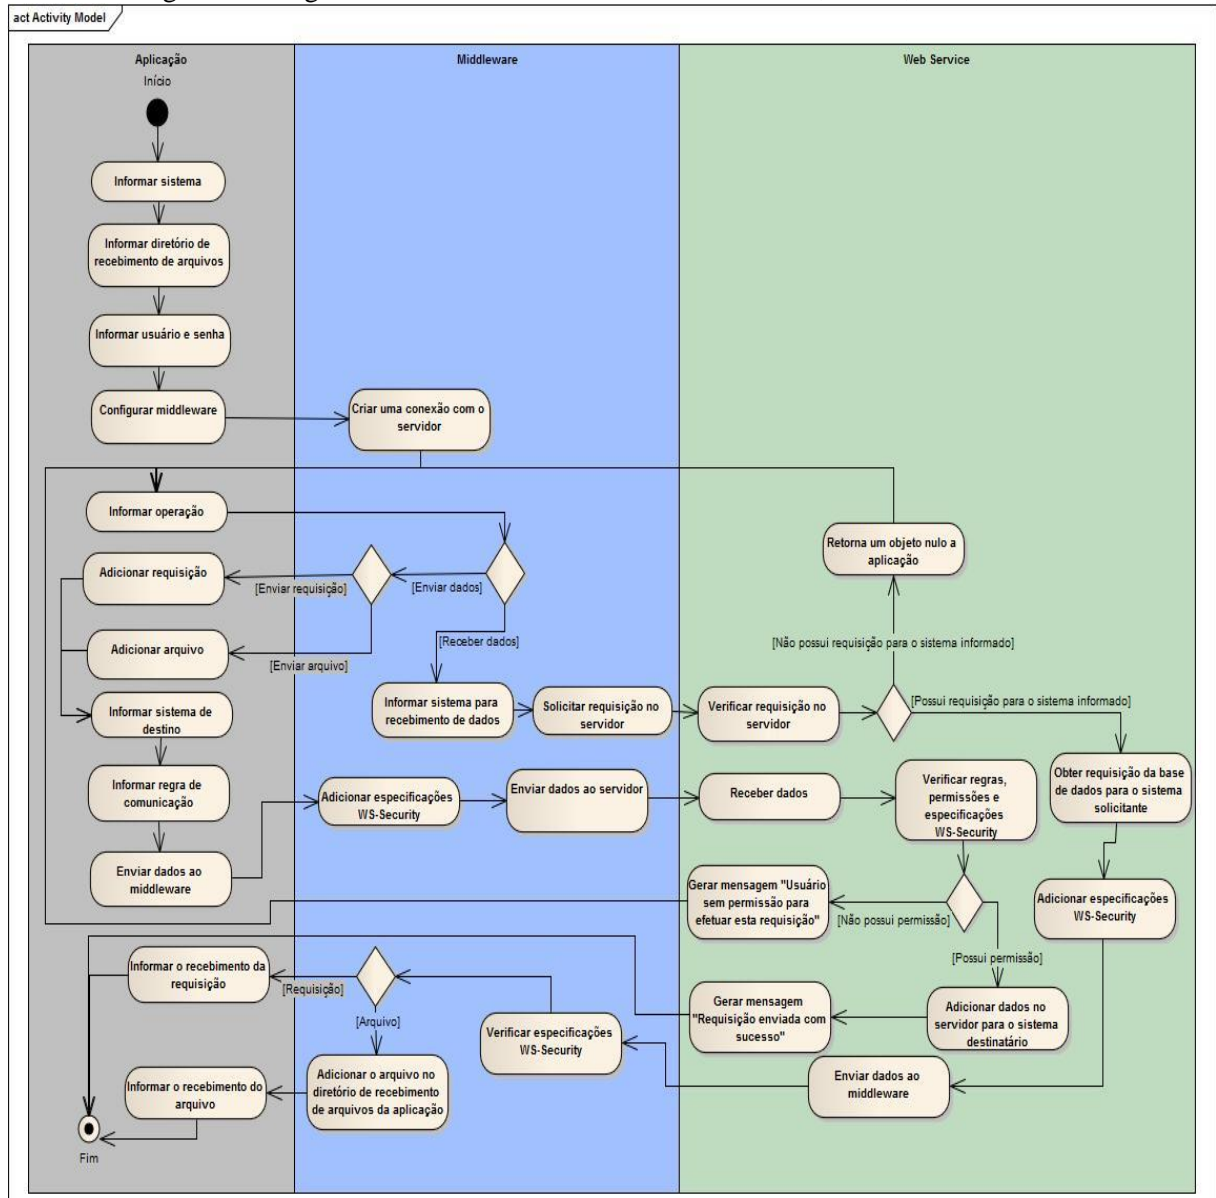 act Activity Model
Aplicação
Middleware
Web Service
Início
Informar sistema
Informar diretório de
recebimento de arquivos
Informar usuário e senha
Configurar middleware
Criar uma conexão com o
servidor
Informar operação
Retorna um objeto nulo a
aplicação
Adicionar requisição
[Enviar requisição]
[Enviar dados]
[Receber dados]
[Não possui requisição para o sistema informado]
Adicionar arquivo
[Enviar arquivo]
Informar sistema de
destino
Informar sistema para
recebimento de dados
Solicitar requisição no
servidor
Verificar requisição no
servidor
[Possui requisição para o sistema informado]
Informar regra de
comunicação
Adicionar especificações
WS-Security
Enviar dados ao servidor
Receber dados
Verificar regras,
permissões e
especificações
WS-Security
Obter requisição da base
de dados para o sistema
solicitante
Enviar dados ao
middleware
Gerar mensagem "Usuário
sem permissão para
efetuar esta requisição"
[Não possui permissão]
Adicionar especificações
WS-Security
[Possui permissão]
Informar o recebimento da
requisição
[Requisição]
[Arquivo]
Verificar especificações
WS-Security
Gerar mensagem
"Requisição enviada com
sucesso"
Adicionar dados no
servidor para o sistema
destinatário
Informar o recebimento do
arquivo
Adicionar o arquivo no
diretório de recebimento
de arquivos da aplicação
Enviar dados ao
middleware
Fim